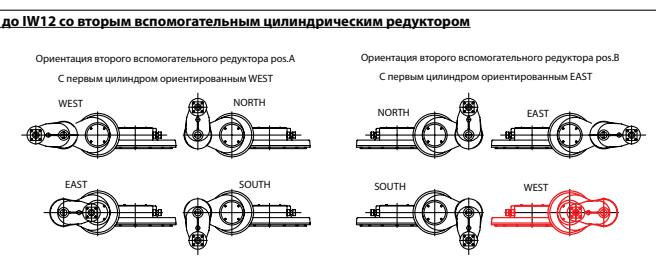 до IW12 со вторым вспомогательным цилиндрическим редуктором
Ориентация второго вспомогательного редуктора pos.A
С первым цилиндром ориентированным WEST
WEST
NORTH
EAST
SOUTH
Ориентация второго вспомогательного редуктора pos.B
С первым цилиндром ориентированным EAST
NORTH
EAST
SOUTH
WEST